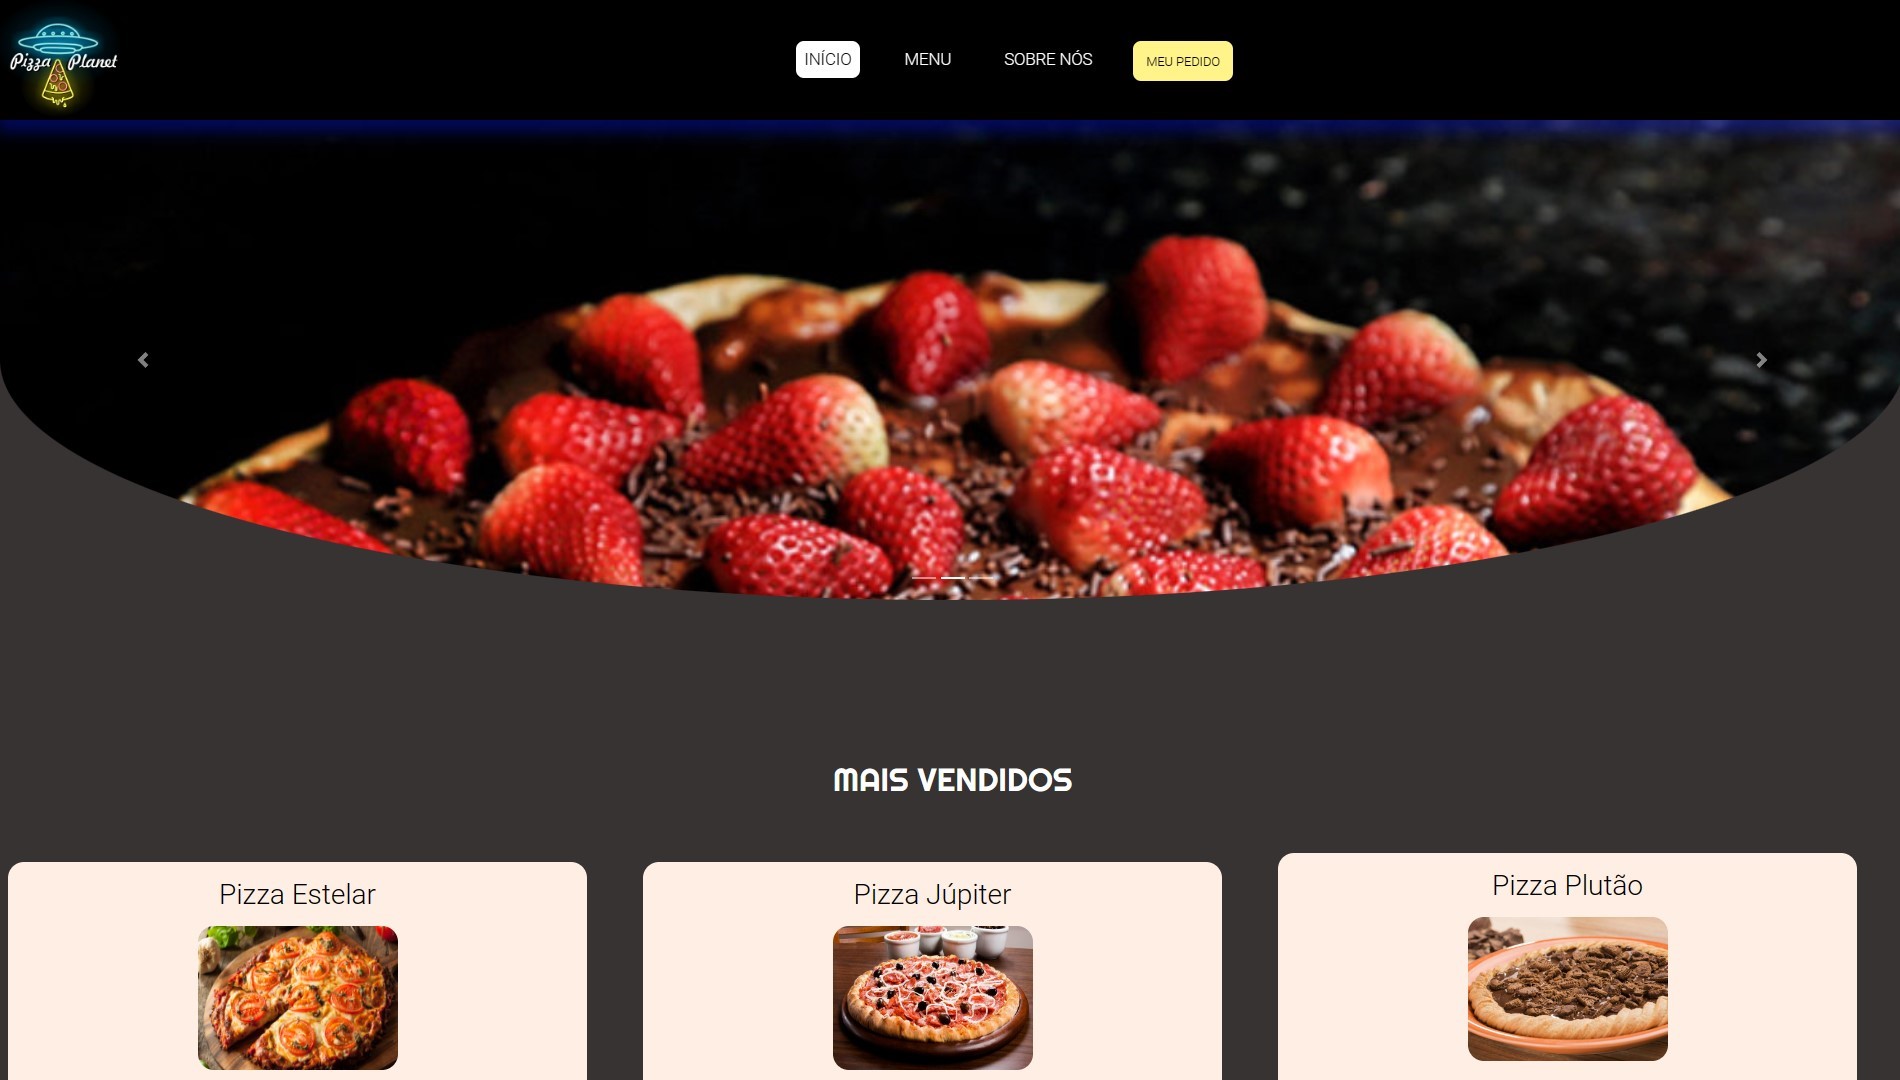 Pizza Planet
INÍCIO
MENU
SOBRE NÓS
MEU PEDIDO
MAIS VENDIDOS
Pizza Estelar
Pizza Júpiter
Pizza Plutão